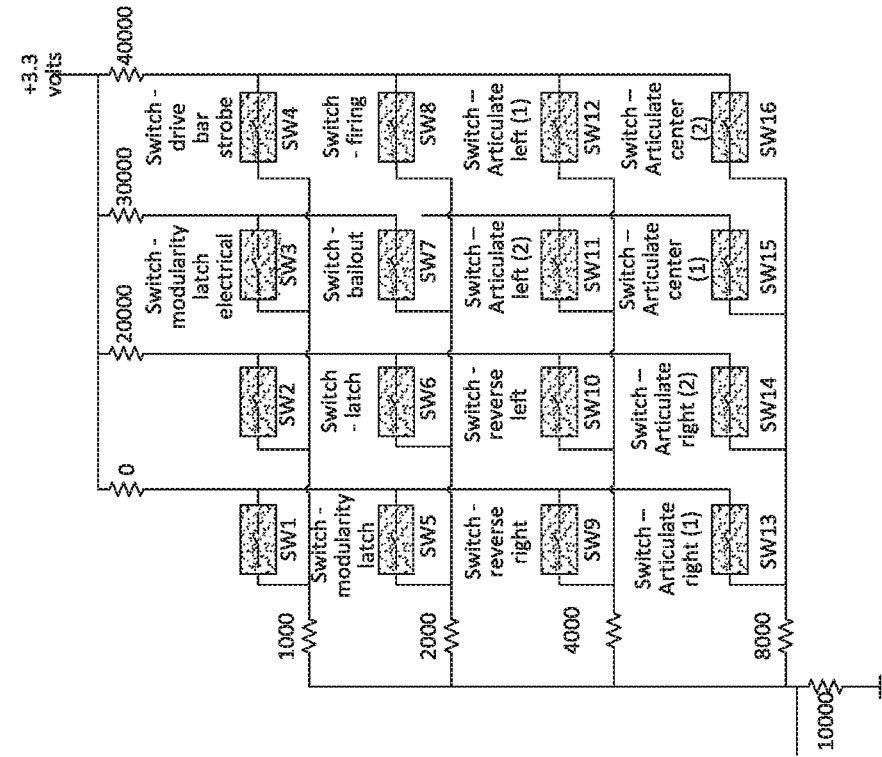 +3.3
volts
40000
30000
20000
0
Switch -
drive
bar
strobe
SW4
Switch -
modularity
latch
electrical
SW3
SW2
SW1
1000
Switch
- firing
SW8
Switch -
bailout
SW7
Switch
- latch
SW6
Switch -
modularity
latch
SW5
2000
Switch –
Articulate
left (1)
SW12
Switch –
Articulate
left (2)
SW11
Switch -
reverse
left
SW10
Switch -
reverse
right
SW9
4000
Switch –
Articulate
center
(2)
SW16
Switch –
Articulate
center
(1)
SW15
Switch –
Articulate
right (2)
SW14
Switch –
Articulate
right (1)
SW13
8000
10000